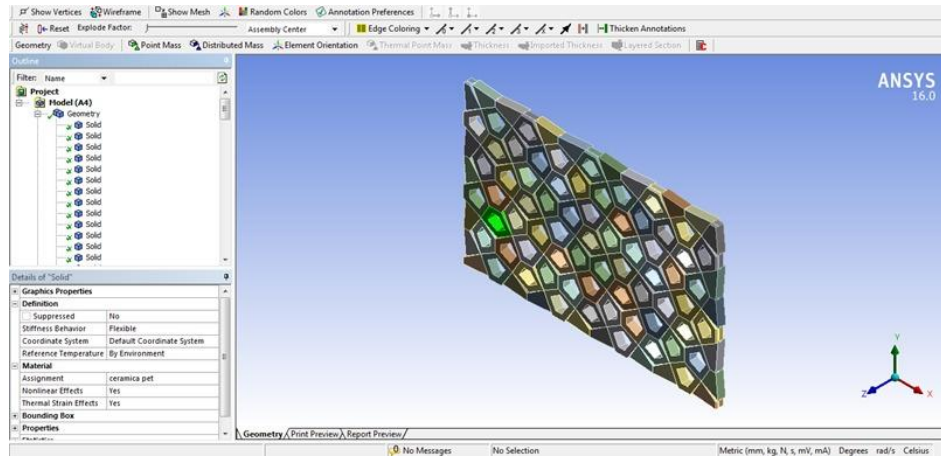 Show Vertices Wireframe Show Mesh Random Colors Annotation Preferences
Reset Explode Factor: Assembly Center Edge Coloring Thicken Annotations
Geometry Virtual Body Point Mass Distributed Mass Element Orientation Thermal Point Mass Thickness Imported Thickness Layered Section
Outline
Filter: Name
Project
Model (A4)
Geometry
Solid
Solid
Solid
Solid
Solid
Solid
Solid
Solid
Solid
Solid
Solid
Solid
Details of "Solid"
Graphics Properties
Definition
Suppressed No
Stiffness Behavior Flexible
Coordinate System Default Coordinate System
Reference Temperature By Environment
Material
Assignment ceramica pet
Nonlinear Effects Yes
Thermal Strain Effects Yes
Bounding Box
Properties
ANSYS
16.0
Y
Z X
Geometry Print Preview Report Preview
0 No Messages No Selection Metric (mm, kg, N, s, mV, mA) Degrees rad/s Celsius